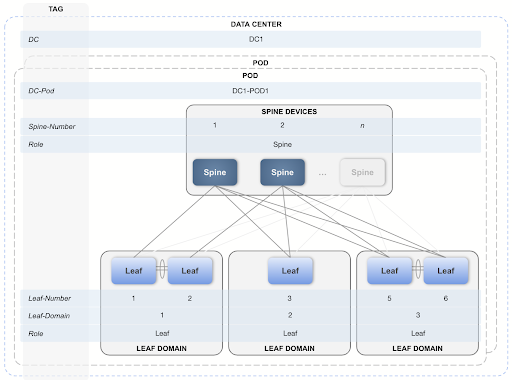 TAG
DATA CENTER
DC DC1
POD
POD
DC-Pod DC1-POD1
SPINE DEVICES
Spine-Number 1 2 n
Role Spine
Spine Spine ... Spine
Leaf Leaf Leaf Leaf Leaf
Leaf-Number 1 2 3 5 6
Leaf-Domain 1 2 3
Role Leaf Leaf Leaf
LEAF DOMAIN LEAF DOMAIN LEAF DOMAIN